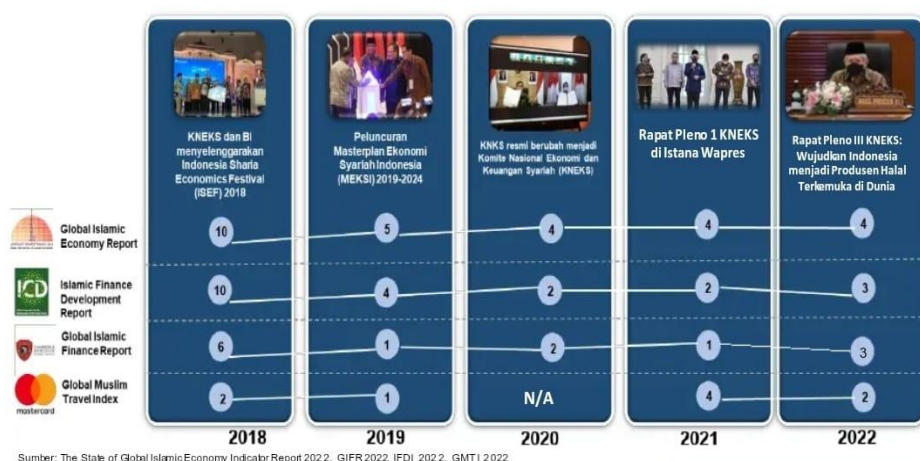 KNEKS dan BI
menyelenggarakan
Indonesia Sharia
Economics Festival
(ISEF) 2018
Peluncuran
Masterplan Ekonomi
Syariah Indonesia
(MEKSI) 2019-2024
KNKS resmi berubah menjadi
Komite Nasional Ekonomi dan
Keuangan Syariah (KNEKS)
Rapat Pleno 1 KNEKS
di Istana Wapres
Rapat Pleno III KNEKS:
Wujudkan Indonesia
menjadi Produsen Halal
Terkemuka di Dunia
Global Islamic
Economy Report
10 5 4 4 4
ICD
Islamic Finance
Development
Report
10 4 2 2 3
Global Islamic
Finance Report
6 1 2 1 3
mastercard
Global Muslim
Travel Index
2 1 N/A 4 2
2018 2019 2020 2021 2022
Sumber: The State of Global Islamic Economy Indicator Report 2022, GIFR 2022, IFDI, 2022, GMTI 2022